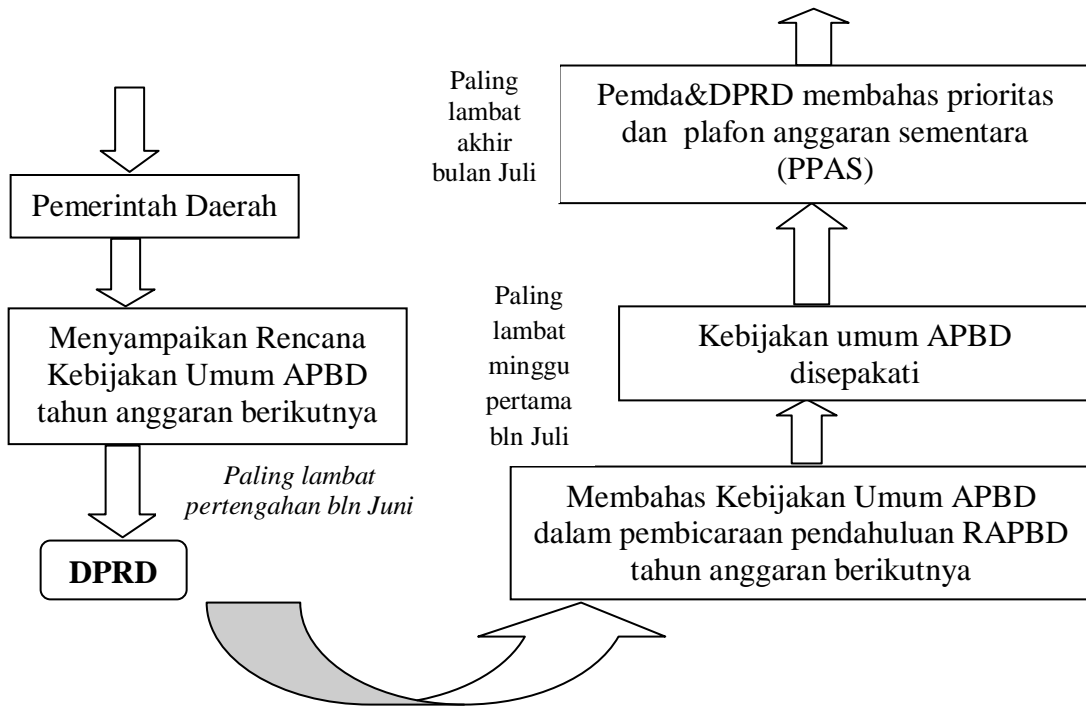 Pemerintah Daerah
Menyampaikan Rencana
Kebijakan Umum APBD
tahun anggaran berikutnya
Paling lambat
pertengahan bln Juni
DPRD
Membahas Kebijakan Umum APBD
dalam pembicaraan pendahuluan RAPBD
tahun anggaran berikutnya
Paling
lambat
minggu
pertama
bln Juli
Kebijakan umum APBD
disepakati
Paling
lambat
akhir
bulan Juli
Pemda&DPRD membahas prioritas
dan plafon anggaran sementara
(PPAS)